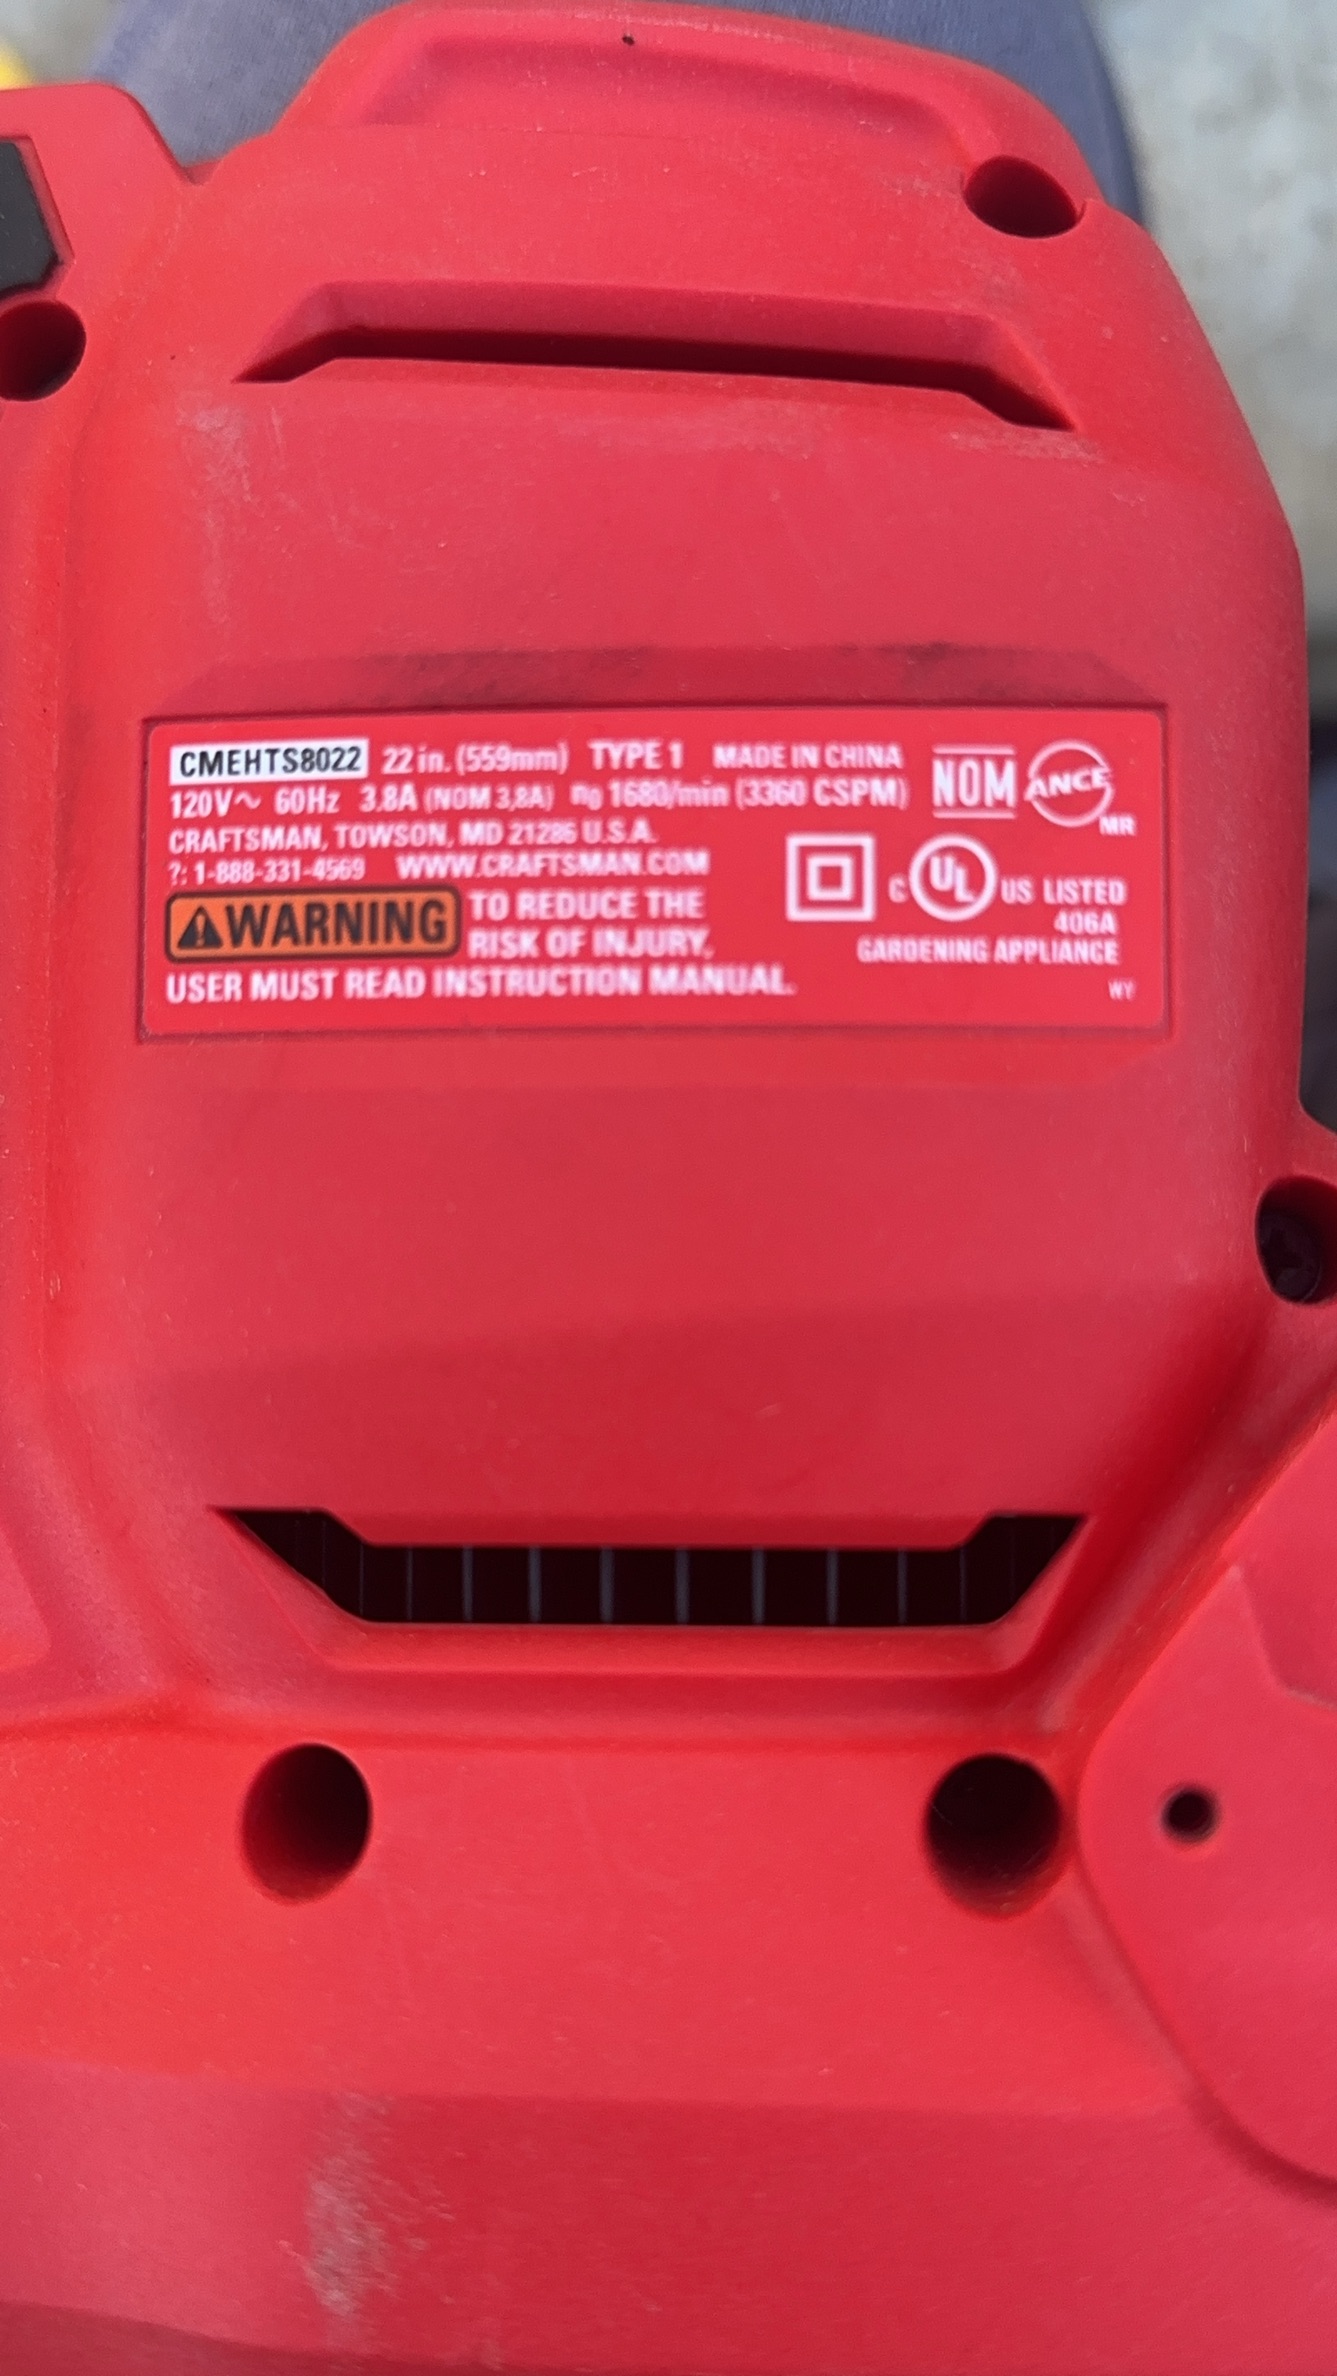 CMEHTS8022 22 in. (559mm) TYPE 1 MADE IN CHINA
120V~ 60Hz 3.8A (NOM 3,8A) n₀ 1680/min (3360 CSPM)
CRAFTSMAN, TOWSON, MD 21286 U.S.A.
?: 1-888-331-4569 WWW.CRAFTSMAN.COM
WARNING TO REDUCE THE
RISK OF INJURY,
USER MUST READ INSTRUCTION MANUAL.
NOM ANCE
MR
C UL US LISTED
406A
GARDENING APPLIANCE
WY